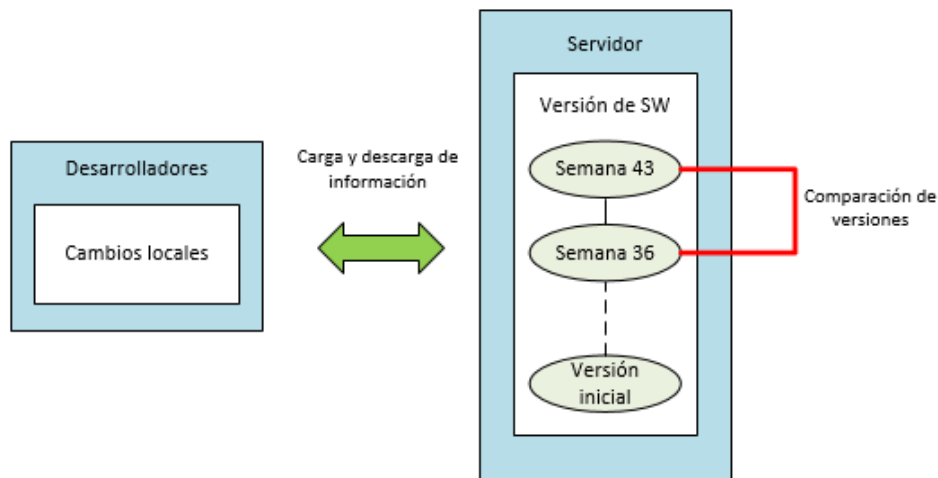 Desarrolladores
Cambios locales
Carga y descarga de
información
Servidor
Versión de SW
Semana 43
Semana 36
Versión
inicial
Comparación de
versiones